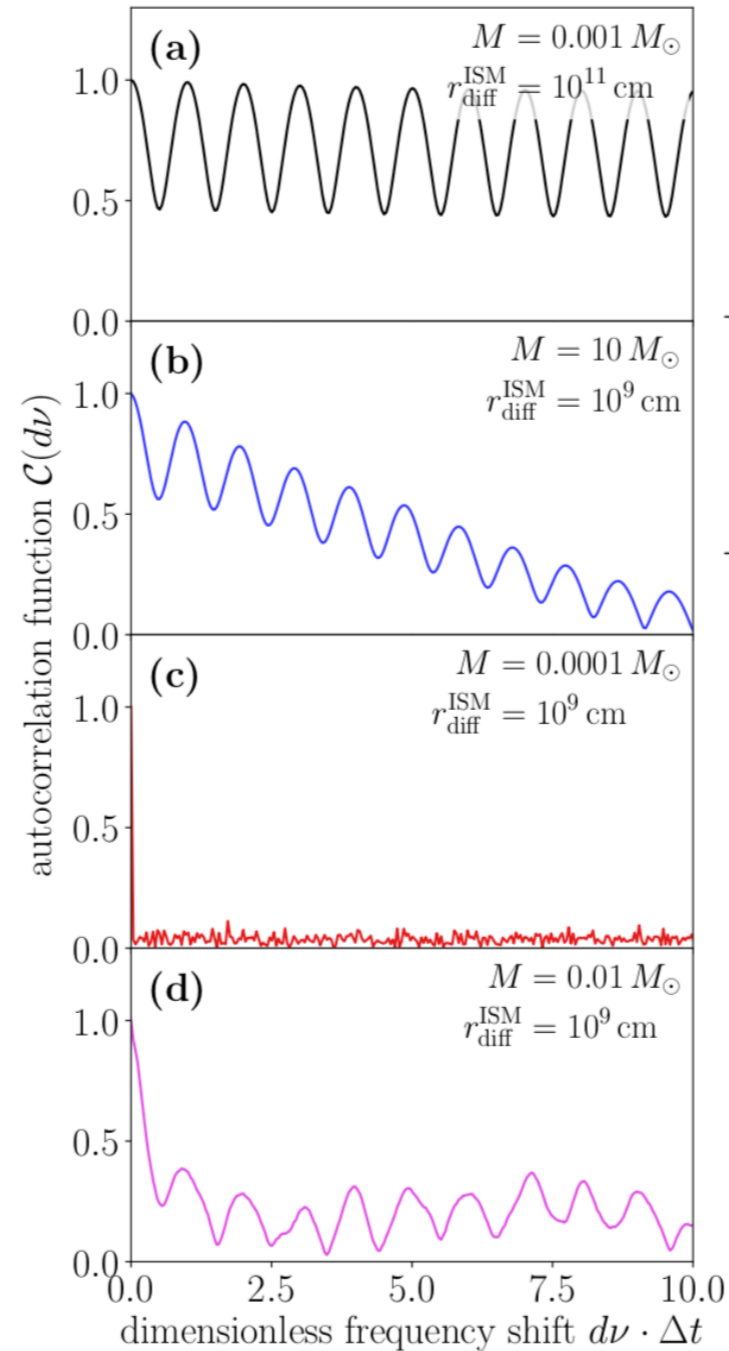 (a)
M = 0.001 M⊙
r_diff^ISM = 10^11 cm
1.0
0.5
0.0
(b)
M = 10 M⊙
r_diff^ISM = 10^9 cm
1.0
0.5
0.0
autocorrelation function C(dν)
(c)
M = 0.0001 M⊙
r_diff^ISM = 10^9 cm
1.0
0.5
0.0
(d)
M = 0.01 M⊙
r_diff^ISM = 10^9 cm
1.0
0.5
0.0
0.0 2.5 5.0 7.5 10.0
dimensionless frequency shift dν · Δt